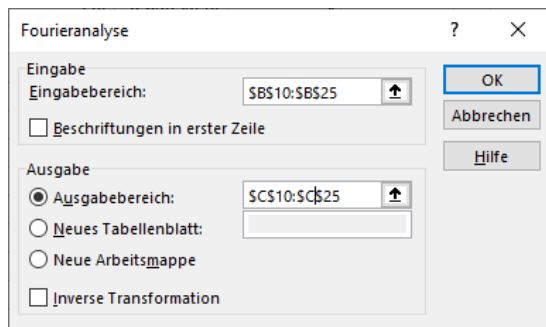 Fourieranalyse ? ×
Eingabe
Eingabebereich: $B$10:$B$25
Beschriftungen in erster Zeile
Ausgabe
Ausgabebereich: $C$10:$C$25
Neues Tabellenblatt:
Neue Arbeitsmappe
Inverse Transformation
OK
Abbrechen
Hilfe